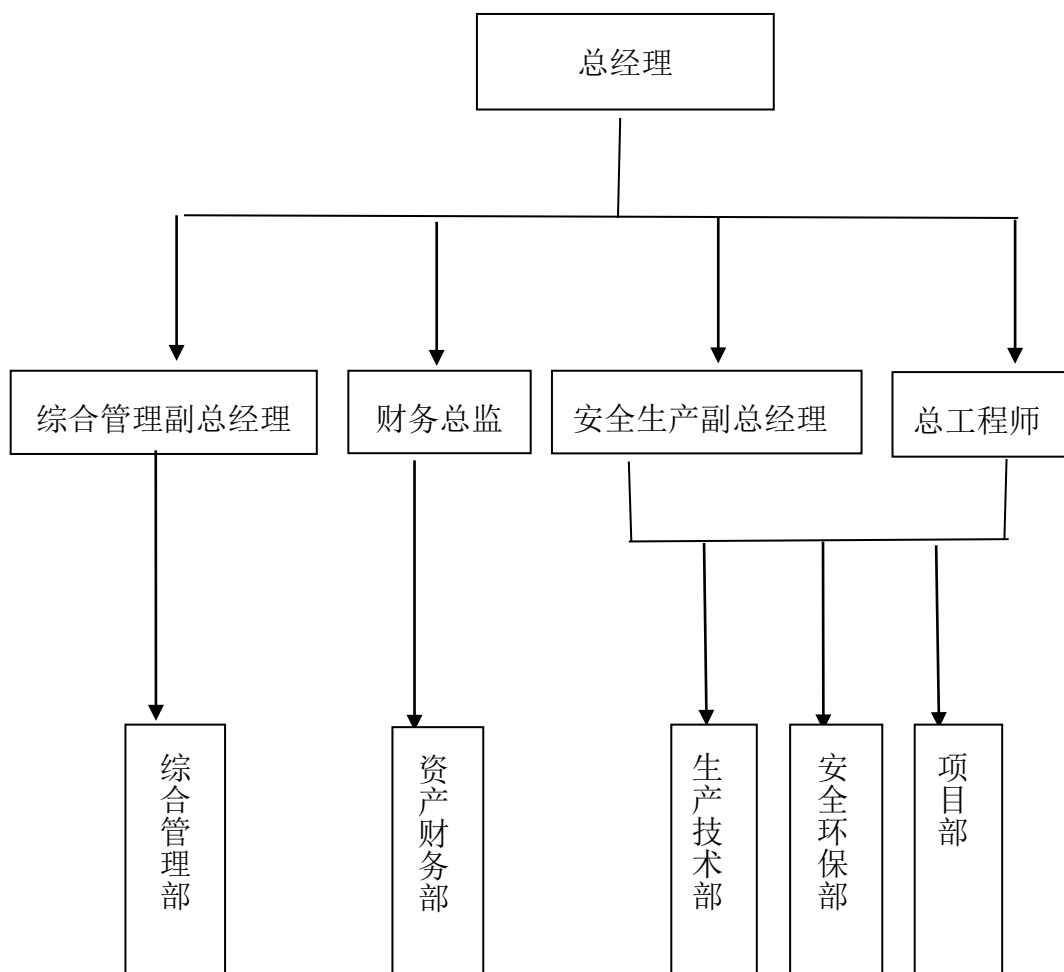 总经理
综合管理副总经理
财务总监
安全生产副总经理
总工程师
综合管理部
资产财务部
生产技术部
安全环保部
项目部